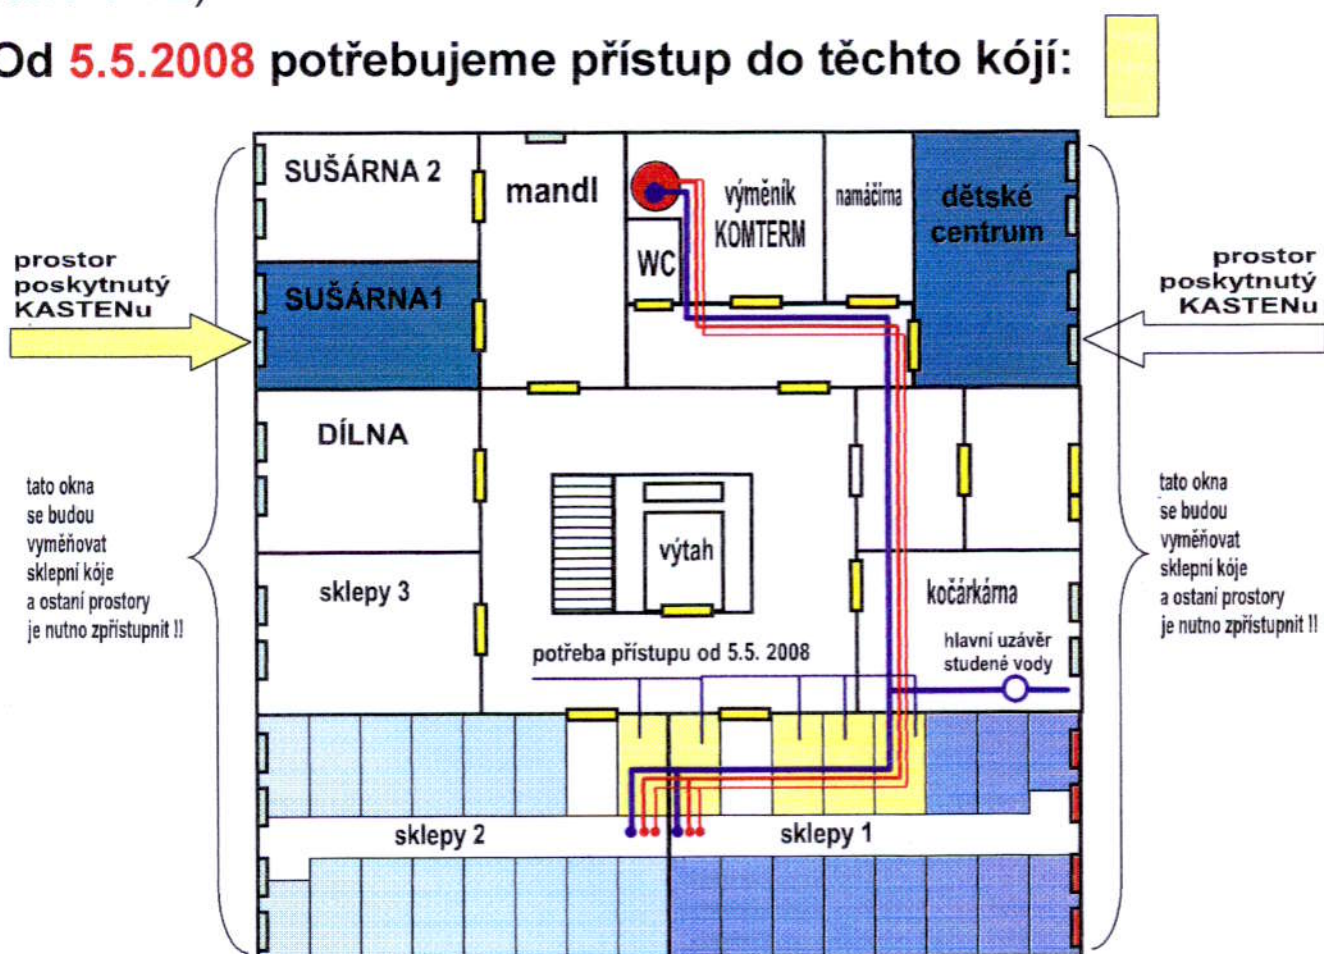 Od 5.5.2008 potřebujeme přístup do těchto kójí:
SUŠÁRNA 2
mandl
výměník
KOMTERM
namáčírna
dětské
centrum
WC
prostor
poskytnutý
KASTENu
SUŠÁRNA1
prostor
poskytnutý
KASTENu
DÍLNA
tato okna
se budou
vyměňovat
sklepní kóje
a ostaní prostory
je nutno zpřístupnit !!
výtah
tato okna
se budou
vyměňovat
sklepní kóje
a ostaní prostory
je nutno zpřístupnit !!
sklepy 3
kočárkárna
potřeba přístupu od 5.5. 2008
hlavní uzávěr
studené vody
sklepy 2
sklepy 1